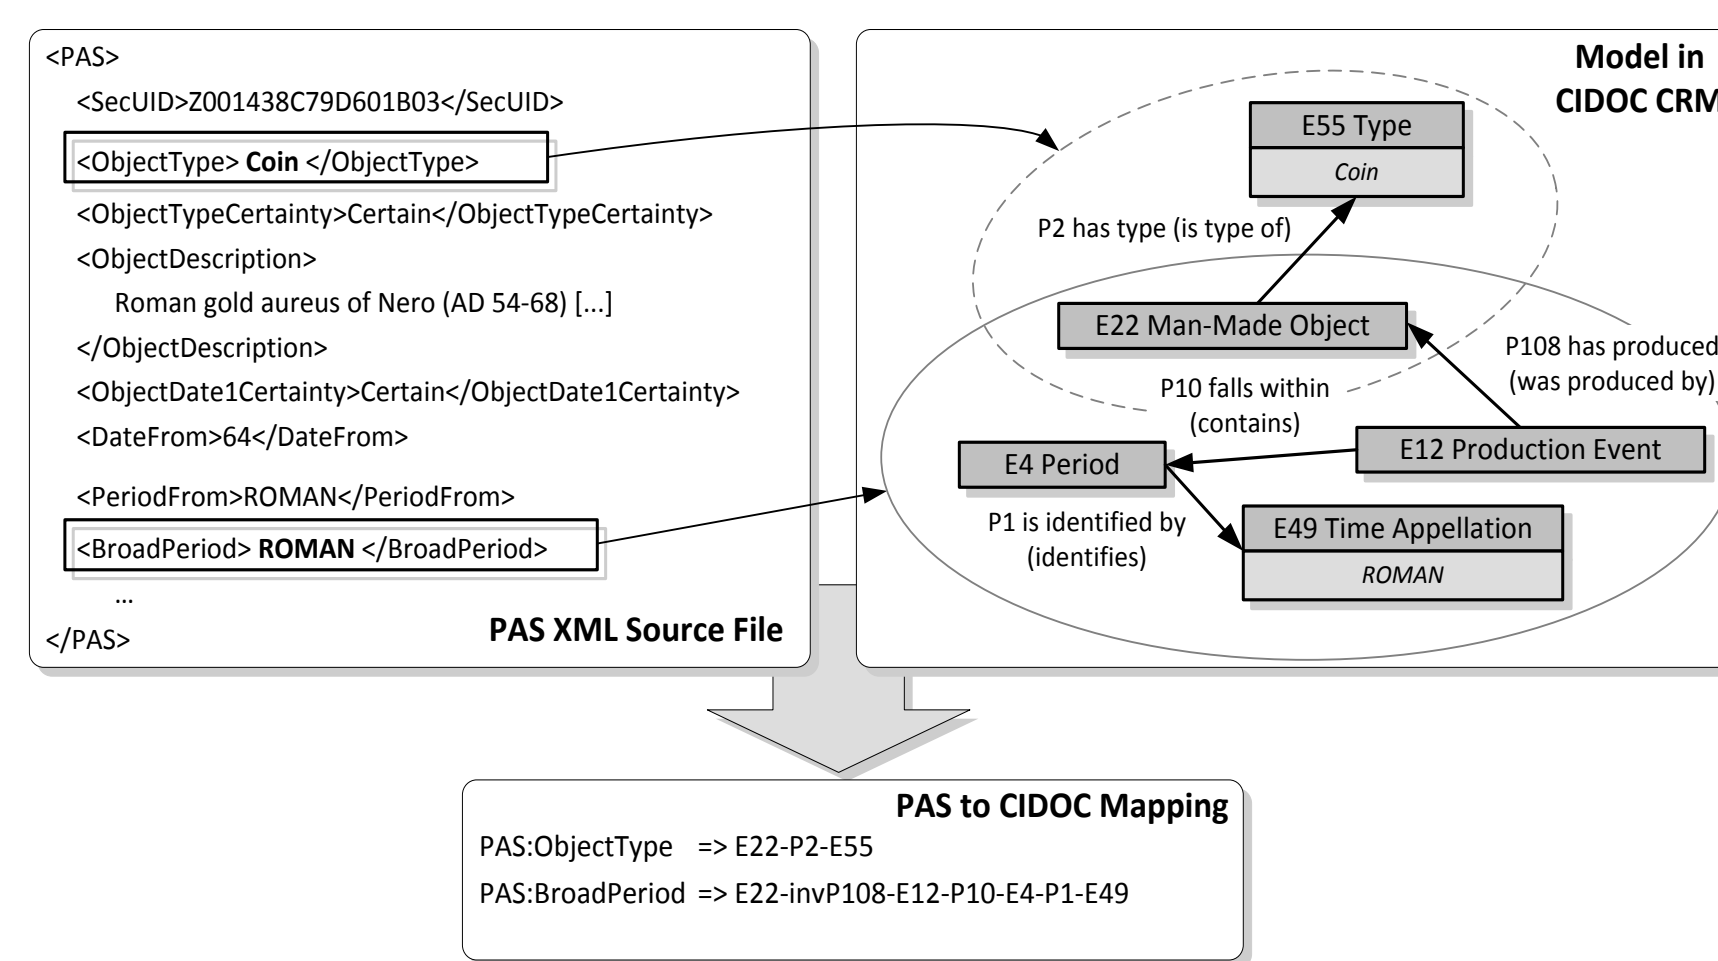 <PAS>
<SecUID>Z001438C79D601B03</SecUID>
<ObjectType> Coin </ObjectType>
<ObjectTypeCertainty>Certain</ObjectTypeCertainty>
<ObjectDescription>
Roman gold aureus of Nero (AD 54-68) [...]
</ObjectDescription>
<ObjectDate1Certainty>Certain</ObjectDate1Certainty>
<DateFrom>64</DateFrom>
<PeriodFrom>ROMAN</PeriodFrom>
<BroadPeriod> ROMAN </BroadPeriod>
...
</PAS>
PAS XML Source File
Model in
CIDOC CRM
E55 Type
Coin
P2 has type (is type of)
E22 Man-Made Object
P108 has produced
(was produced by)
P10 falls within
(contains)
E12 Production Event
E4 Period
P1 is identified by
(identifies)
E49 Time Appellation
ROMAN
PAS to CIDOC Mapping
PAS:ObjectType => E22-P2-E55
PAS:BroadPeriod => E22-invP108-E12-P10-E4-P1-E49